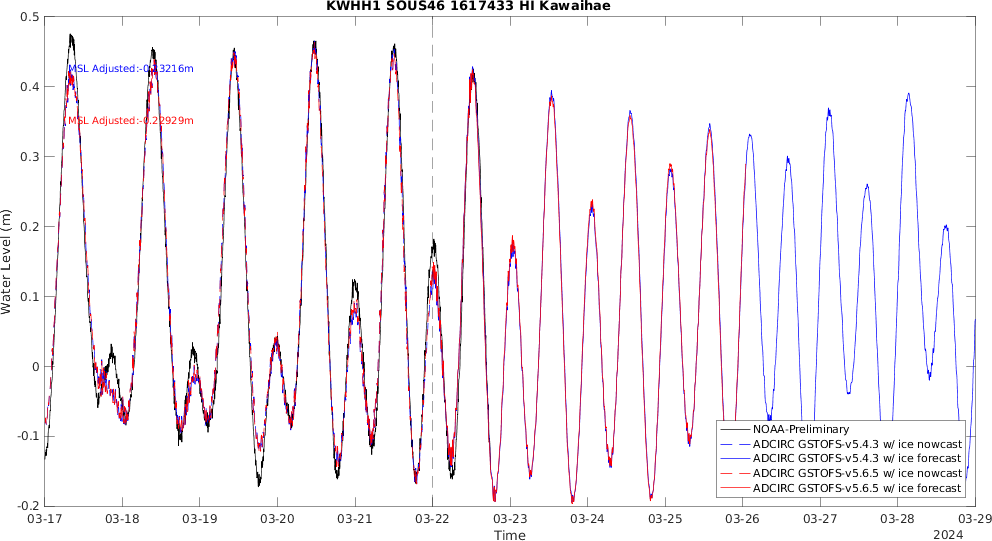 KWHH1 SOUS46 1617433 HI Kawaihae
0.5
0.4
0.3
0.2
0.1
0
-0.1
-0.2
Water Level (m)
MSL Adjusted:-0.13216m
MSL Adjusted:-0.22929m
NOAA-Preliminary
ADCIRC GSTOFS-v5.4.3 w/ ice nowcast
ADCIRC GSTOFS-v5.4.3 w/ ice forecast
ADCIRC GSTOFS-v5.6.5 w/ ice nowcast
ADCIRC GSTOFS-v5.6.5 w/ ice forecast
03-17 03-18 03-19 03-20 03-21 03-22 03-23 03-24 03-25 03-26 03-27 03-28 03-29
Time
2024